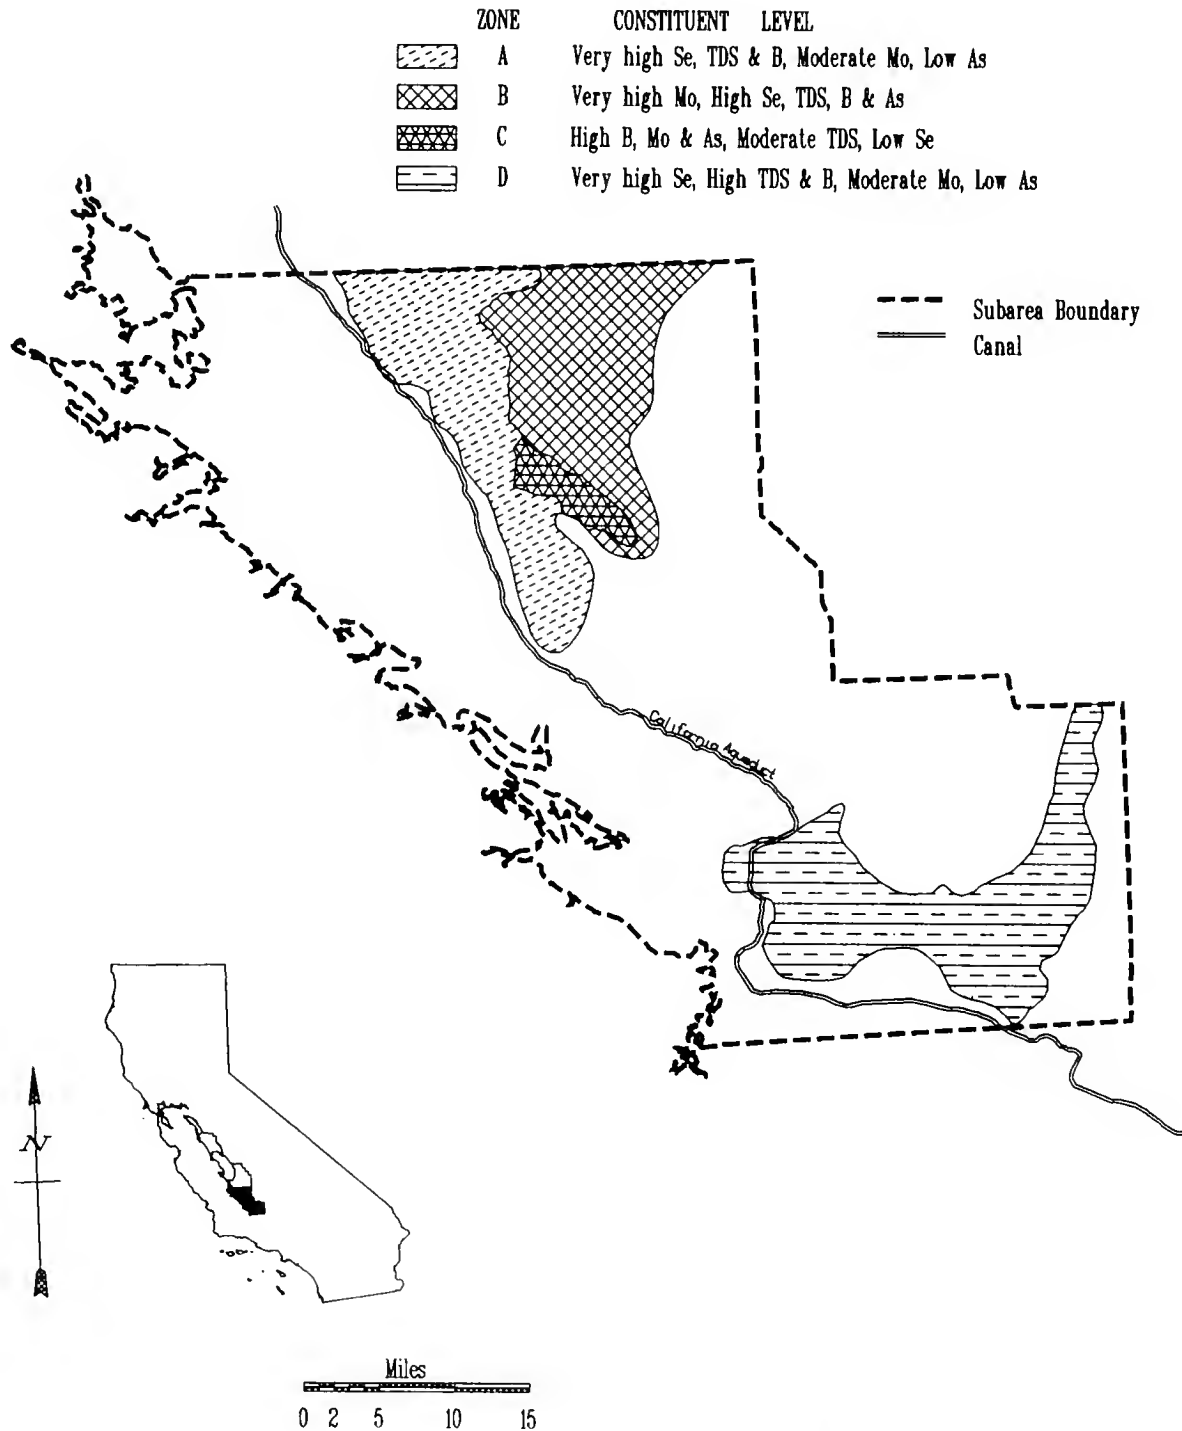 ZONE CONSTITUENT LEVEL
A Very high Se, TDS & B, Moderate Mo, Low As
B Very high Mo, High Se, TDS, B & As
C High B, Mo & As, Moderate TDS, Low Se
D Very high Se, High TDS & B, Moderate Mo, Low As
Subarea Boundary
Canal
California Aqueduct
N
Miles
0 2 5 10 15